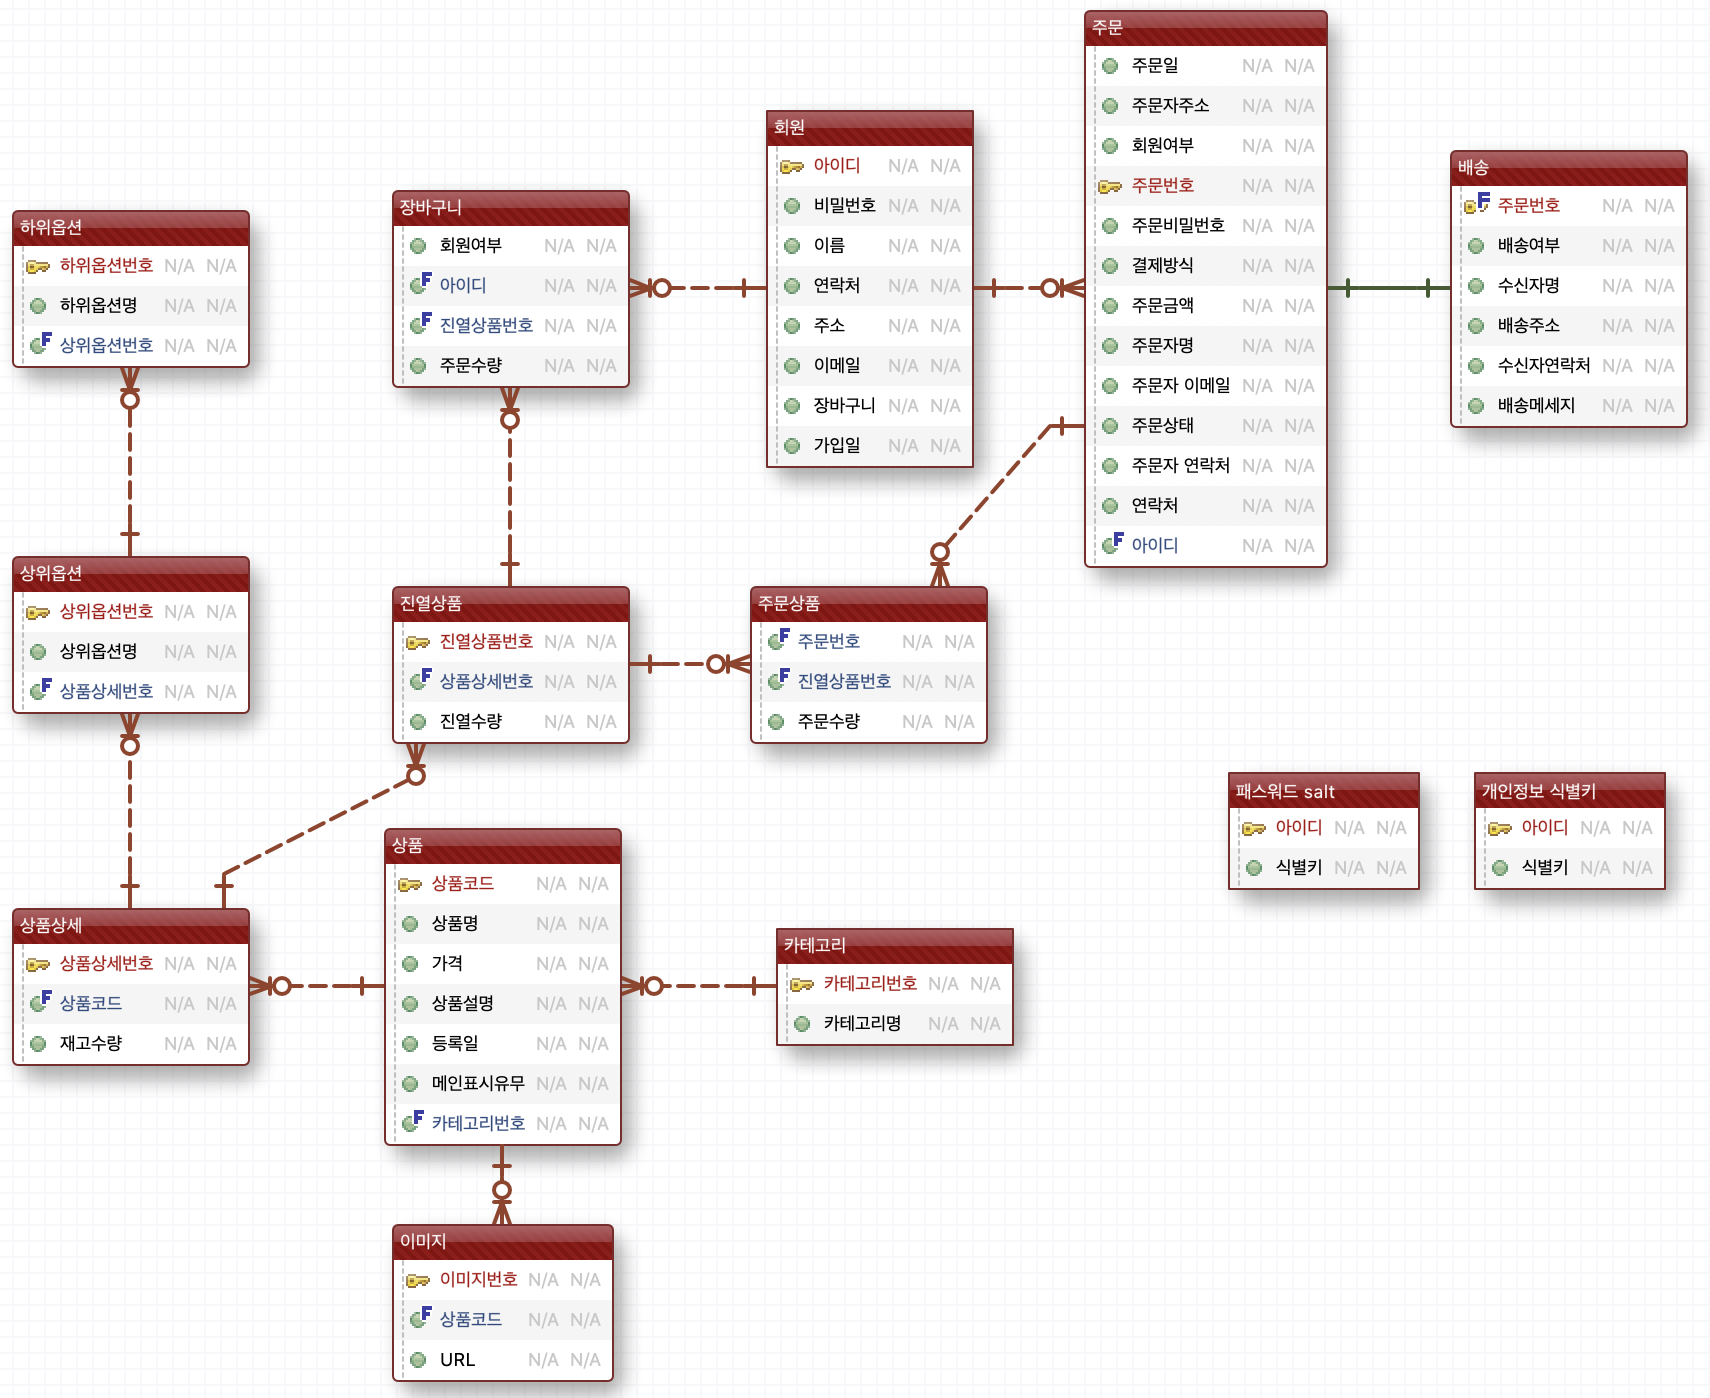 하위옵션
하위옵션번호 N/A N/A
하위옵션명 N/A N/A
F 상위옵션번호 N/A N/A
상위옵션
상위옵션번호 N/A N/A
상위옵션명 N/A N/A
F 상품상세번호 N/A N/A
상품상세
상품상세번호 N/A N/A
F 상품코드 N/A N/A
재고수량 N/A N/A
장바구니
회원여부 N/A N/A
F 아이디 N/A N/A
F 진열상품번호 N/A N/A
주문수량 N/A N/A
진열상품
진열상품번호 N/A N/A
F 상품상세번호 N/A N/A
진열수량 N/A N/A
상품
상품코드 N/A N/A
상품명 N/A N/A
가격 N/A N/A
상품설명 N/A N/A
등록일 N/A N/A
메인표시유무 N/A N/A
F 카테고리번호 N/A N/A
이미지
이미지번호 N/A N/A
F 상품코드 N/A N/A
URL N/A N/A
회원
아이디 N/A N/A
비밀번호 N/A N/A
이름 N/A N/A
연락처 N/A N/A
주소 N/A N/A
이메일 N/A N/A
장바구니 N/A N/A
가입일 N/A N/A
주문상품
F 주문번호 N/A N/A
F 진열상품번호 N/A N/A
주문수량 N/A N/A
카테고리
카테고리번호 N/A N/A
카테고리명 N/A N/A
주문
주문일 N/A N/A
주문자주소 N/A N/A
회원여부 N/A N/A
주문번호 N/A N/A
주문비밀번호 N/A N/A
결제방식 N/A N/A
주문금액 N/A N/A
주문자명 N/A N/A
주문자 이메일 N/A N/A
주문상태 N/A N/A
주문자 연락처 N/A N/A
연락처 N/A N/A
F 아이디 N/A N/A
배송
F 주문번호 N/A N/A
배송여부 N/A N/A
수신자명 N/A N/A
배송주소 N/A N/A
수신자연락처 N/A N/A
배송메세지 N/A N/A
패스워드 salt
아이디 N/A N/A
식별키 N/A N/A
개인정보 식별키
아이디 N/A N/A
식별키 N/A N/A